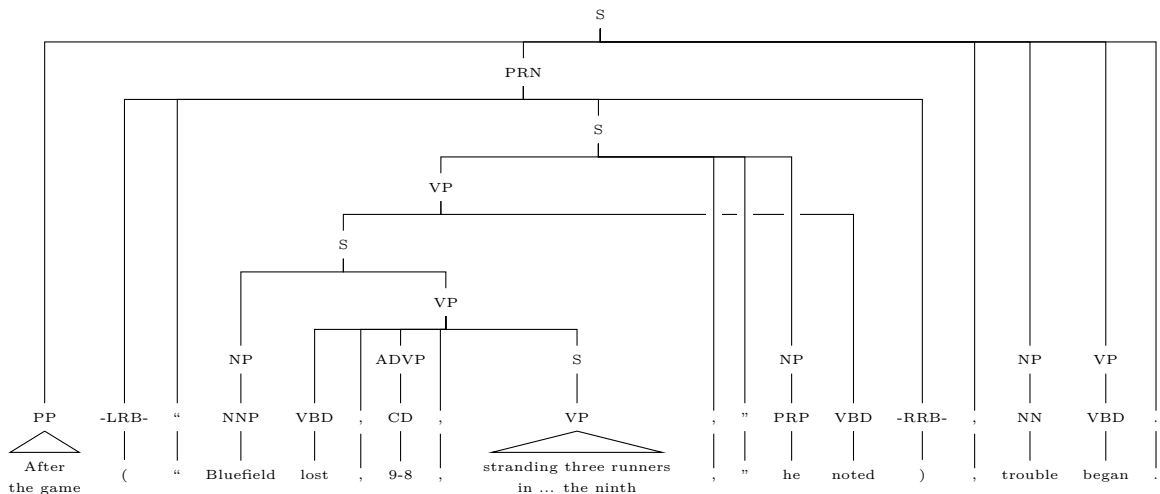 S
PRN
S
VP
S
VP
NP ADVP S NP NP VP
PP -LRB- “ NNP VBD , CD , VP , ” PRP VBD -RRB- , NN VBD .
After the game ( “ Bluefield lost , 9-8 , stranding three runners in ... the ninth , ” he noted ) , trouble began .